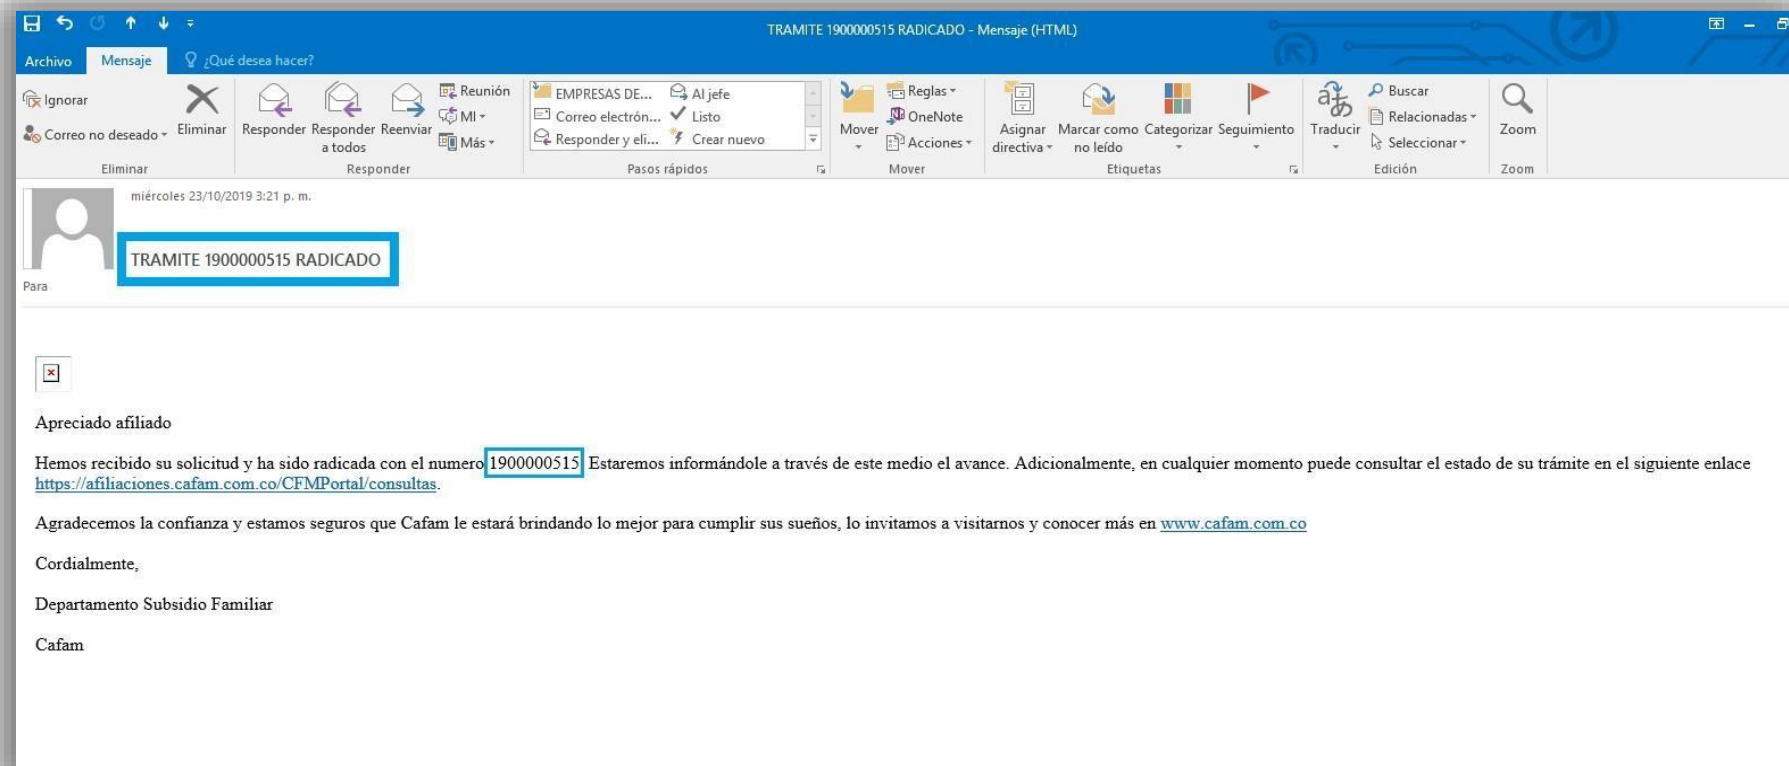 TRAMITE 1900000515 RADICADO - Mensaje (HTML)
Archivo Mensaje ¿Qué desea hacer?
Ignorar
Correo no deseado
Eliminar
Eliminar
Responder
Responder a todos
Reenviar
Reunión
MI
Más
Responder
EMPRESAS DE...
Al jefe
Correo electrón...
Listo
Responder y eli...
Crear nuevo
Pasos rápidos
Mover
Reglas
OneNote
Acciones
Mover
Asignar directiva
Marcar como no leído
Categorizar
Seguimiento
Etiquetas
Traducir
Buscar
Relacionadas
Seleccionar
Edición
Zoom
Zoom
miércoles 23/10/2019 3:21 p. m.
TRAMITE 1900000515 RADICADO
Para
Apreciado afiliado
Hemos recibido su solicitud y ha sido radicada con el numero 1900000515 Estaremos informándole a través de este medio el avance. Adicionalmente, en cualquier momento puede consultar el estado de su trámite en el siguiente enlace
https://afiliaciones.cafam.com.co/CFMPortal/consultas.
Agradecemos la confianza y estamos seguros que Cafam le estará brindando lo mejor para cumplir sus sueños, lo invitamos a visitarnos y conocer más en www.cafam.com.co
Cordialmente,
Departamento Subsidio Familiar
Cafam